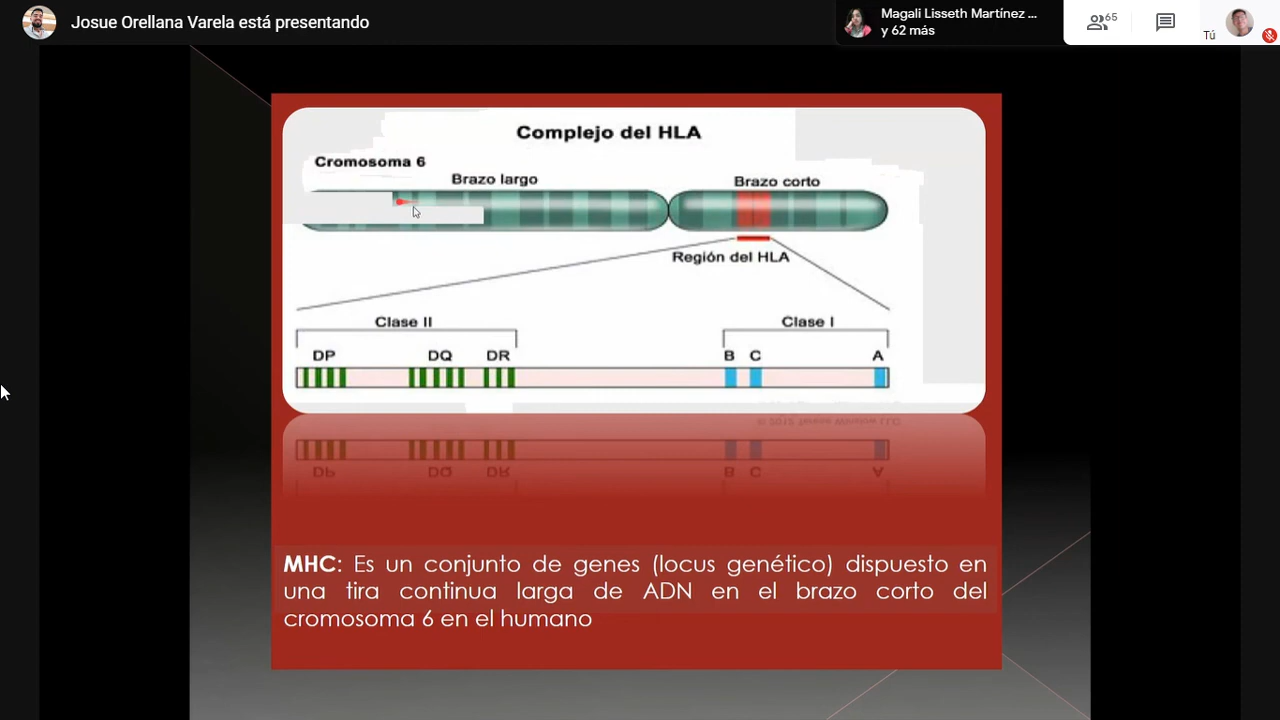 Josue Orellana Varela está presentando
Magali Lisseth Martínez ...
y 62 más
65
Tú
Complejo del HLA
Cromosoma 6
Brazo largo
Brazo corto
Región del HLA
Clase II
Clase I
DP DQ DR B C A
MHC: Es un conjunto de genes (locus genético) dispuesto en
una tira continua larga de ADN en el brazo corto del
cromosoma 6 en el humano